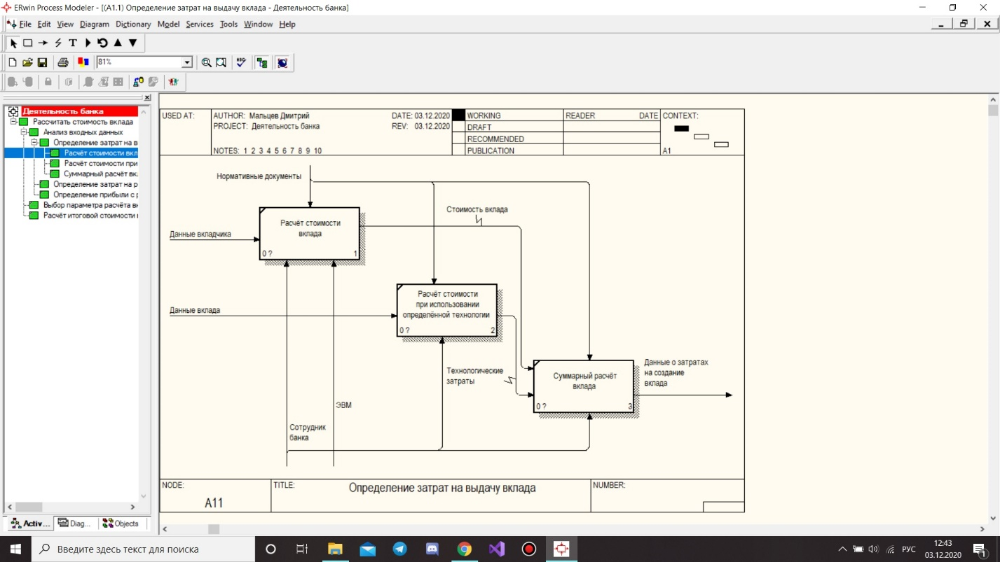 ERwin Process Modeler - [(A1.1) Определение затрат на выдачу вклада - Деятельность банка]
File Edit View Diagram Dictionary Model Services Tools Window Help
T
81%
ABC
Деятельность банка
Рассчитать стоимость вклада
Анализ входных данных
Определение затрат на в
Расчёт стоимости вкл
Расчёт стоимости при
Суммарный расчёт вк
Определение затрат на р
Определение прибыли с р
Выбор параметра расчёта вк
Расчёт итоговой стоимости
Activ... Diag... Objects
USED AT:
AUTHOR: Мальцев Дмитрий
DATE: 03.12.2020
PROJECT: Деятельность банка
REV: 03.12.2020
NOTES: 1 2 3 4 5 6 7 8 9 10
WORKING
DRAFT
RECOMMENDED
PUBLICATION
READER DATE
CONTEXT:
A1
Нормативные документы
Стоимость вклада
Данные вкладчика
Расчёт стоимости
вклада
0 ? 1
Данные вклада
Расчёт стоимости
при использовании
определённой технологии
0 ? 2
Технологические
затраты
Суммарный расчёт
вклада
0 ? 3
Данные о затратах
на создание
вклада
ЭВМ
Сотрудник
банка
NODE:
A11
TITLE:
Определение затрат на выдачу вклада
NUMBER:
Введите здесь текст для поиска
РУС
12:43
03.12.2020
1